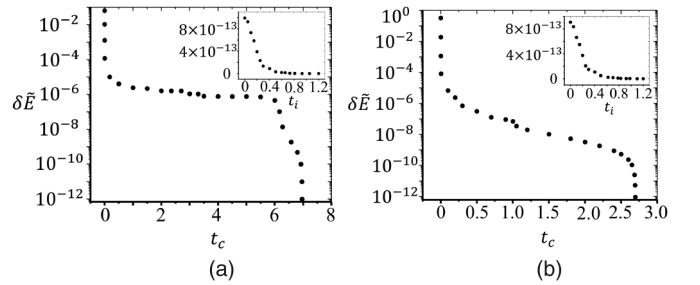 10⁻²
10⁻⁴
10⁻⁶
10⁻⁸
10⁻¹⁰
10⁻¹²
δẼ
0 2 4 6 8
t_c
8×10⁻¹³
4×10⁻¹³
0
0 0.4 0.8 1.2
t_i
(a)
10⁰
10⁻²
10⁻⁴
10⁻⁶
10⁻⁸
10⁻¹⁰
10⁻¹²
δẼ
0 0.5 1.0 1.5 2.0 2.5 3.0
t_c
8×10⁻¹³
4×10⁻¹³
0
0 0.4 0.8 1.2
t_i
(b)